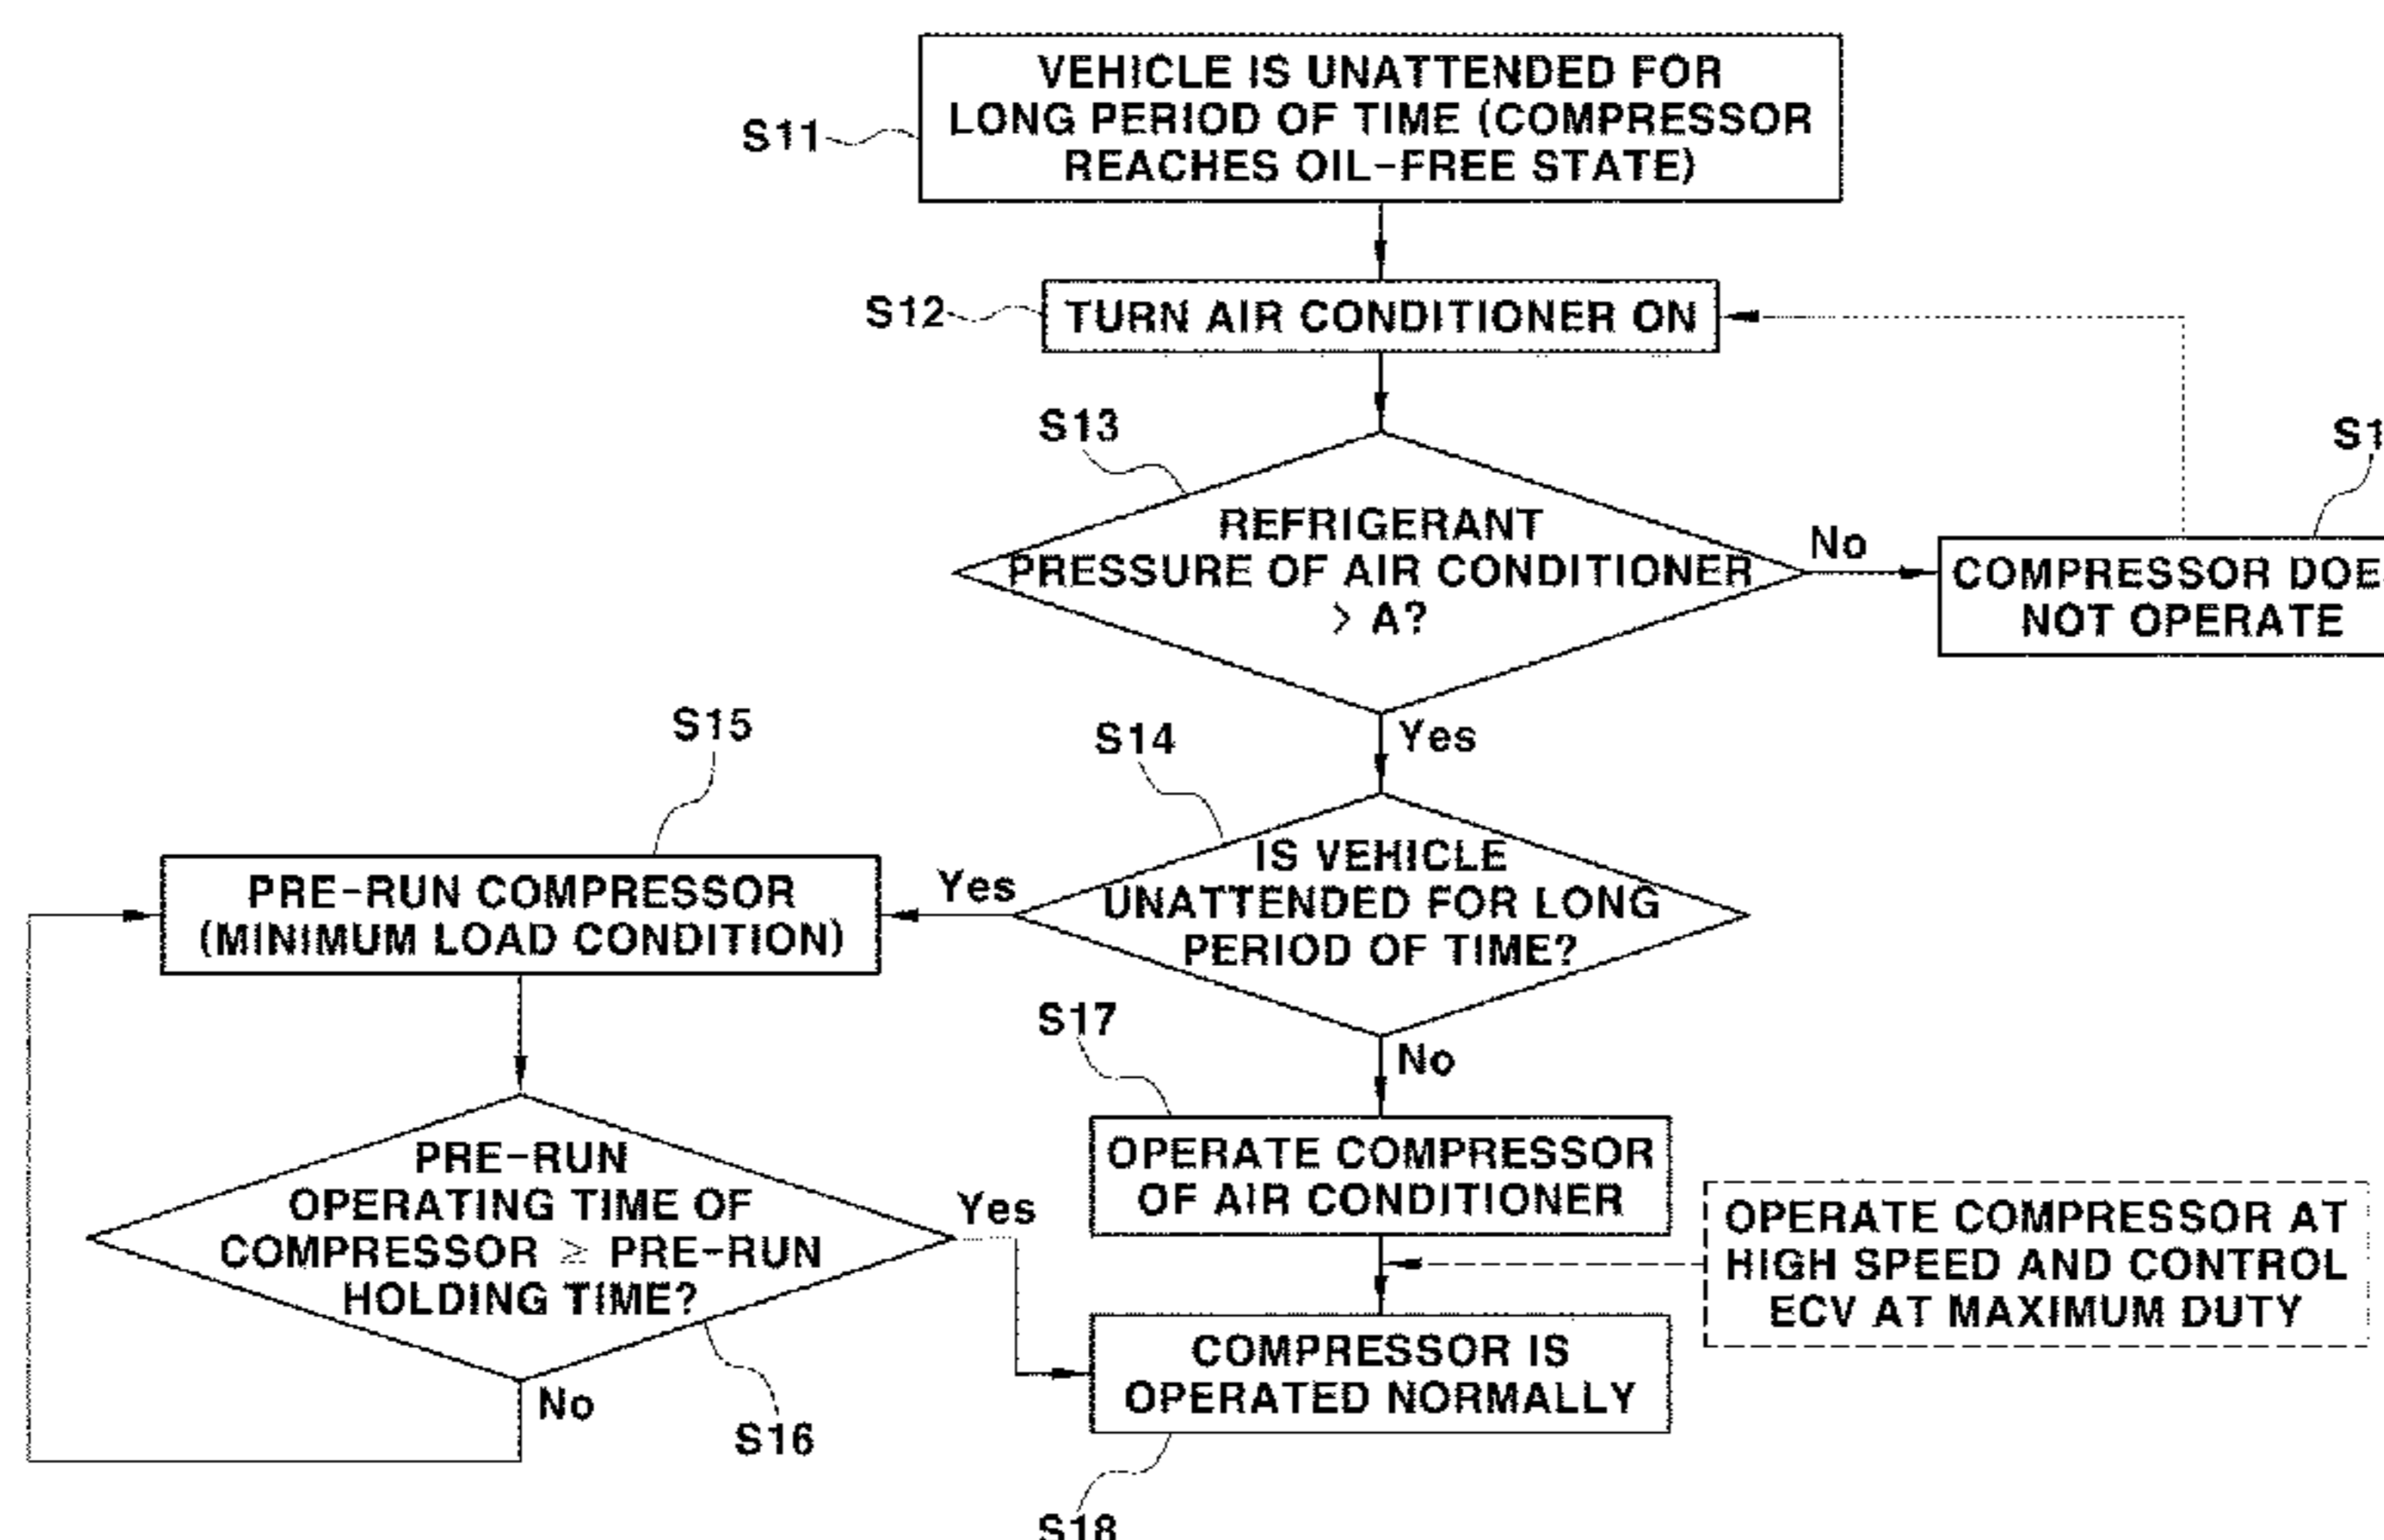 VEHICLE IS UNATTENDED FOR
LONG PERIOD OF TIME (COMPRESSOR
REACHES OIL-FREE STATE)
S11
S12
TURN AIR CONDITIONER ON
S13
REFRIGERANT
PRESSURE OF AIR CONDITIONER
> A?
No
COMPRESSOR
NOT OPERATE
Yes
S14
IS VEHICLE
UNATTENDED FOR LONG
PERIOD OF TIME?
Yes
S15
PRE-RUN COMPRESSOR
(MINIMUM LOAD CONDITION)
No
S17
OPERATE COMPRESSOR
OF AIR CONDITIONER
PRE-RUN
OPERATING TIME OF
COMPRESSOR ≥ PRE-RUN
HOLDING TIME?
Yes
No
S16
OPERATE COMPRESSOR AT
HIGH SPEED AND CONTROL
ECV AT MAXIMUM DUTY
COMPRESSOR IS
OPERATED NORMALLY
S18